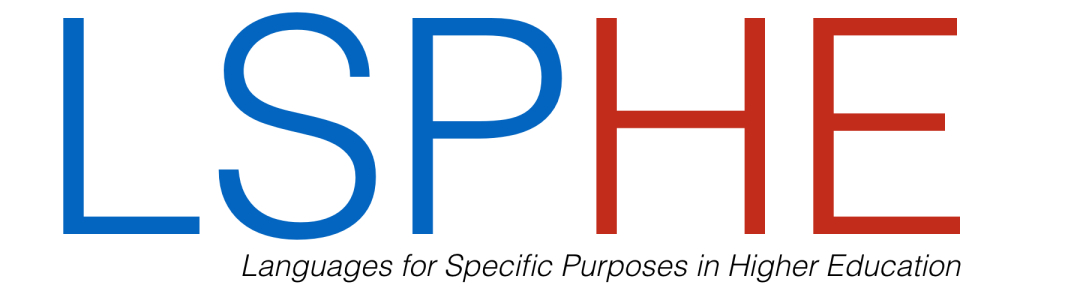 LSPHE
Languages for Specific Purposes in Higher Education